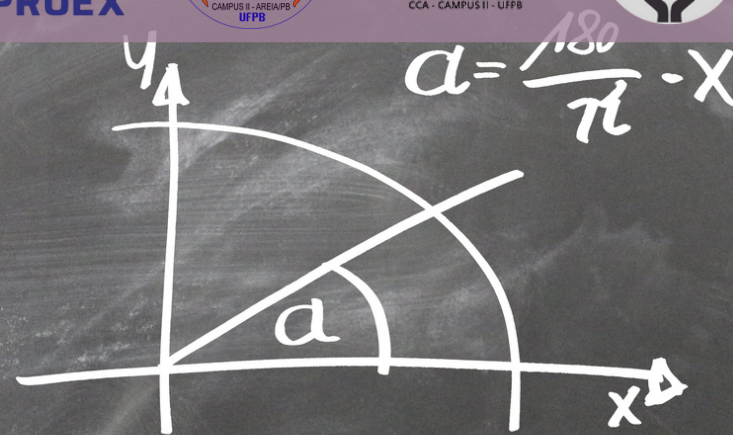 PROEX
CAMPUS II - AREIA/PB
UFPB
CCA - CAMPUS II - UFPB
y
a = 180/π · x
a
x